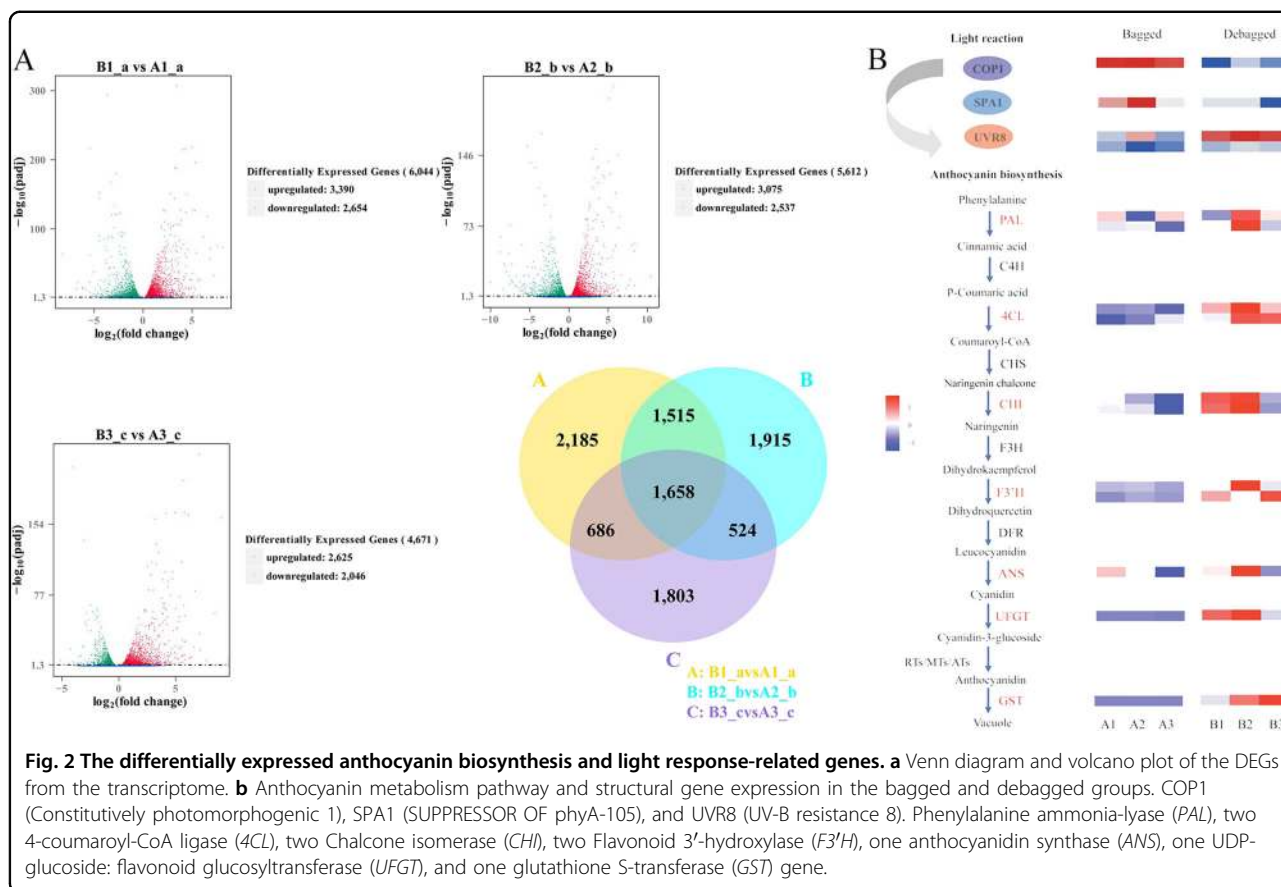 A
B1_a vs A1_a
300
200
100
1.3
−log10(padj)
−5
0
5
log2(fold change)
Differentially Expressed Genes ( 6,044 )
upregulated: 3,390
downregulated: 2,654
B2_b vs A2_b
146
73
1.3
−log10(padj)
−10
−5
0
5
10
log2(fold change)
Differentially Expressed Genes ( 5,612 )
upregulated: 3,075
downregulated: 2,537
B3_c vs A3_c
154
77
1.3
−log10(padj)
−5
0
5
log2(fold change)
Differentially Expressed Genes ( 4,671 )
upregulated: 2,625
downregulated: 2,046
A
B
2,185
1,515
1,915
1,658
686
524
1,803
C
A: B1_avsA1_a
B: B2_bvsA2_b
C: B3_cvsA3_c
B
Light reaction
Bagged
Debagged
COP1
SPA1
UVR8
Anthocyanin biosynthesis
Phenylalanine
PAL
Cinnamic acid
C4H
P-Coumaric acid
4CL
Coumaroyl-CoA
CHS
Naringenin chalcone
CHI
Naringenin
F3H
Dihydrokaempferol
F3'H
Dihydroquercetin
DFR
Leucocyanidin
ANS
Cyanidin
UFGT
Cyanidin-3-glucoside
RTs/MTs/ATs
Anthocyanidin
GST
Vacuole
A1 A2 A3 B1 B2 B3
Fig. 2 The differentially expressed anthocyanin biosynthesis and light response-related genes. a Venn diagram and volcano plot of the DEGs
from the transcriptome. b Anthocyanin metabolism pathway and structural gene expression in the bagged and debagged groups. COP1
(Constitutively photomorphogenic 1), SPA1 (SUPPRESSOR OF phyA-105), and UVR8 (UV-B resistance 8). Phenylalanine ammonia-lyase (PAL), two
4-coumaroyl-CoA ligase (4CL), two Chalcone isomerase (CHI), two Flavonoid 3′-hydroxylase (F3′H), one anthocyanidin synthase (ANS), one UDP-
glucoside: flavonoid glucosyltransferase (UFGT), and one glutathione S-transferase (GST) gene.